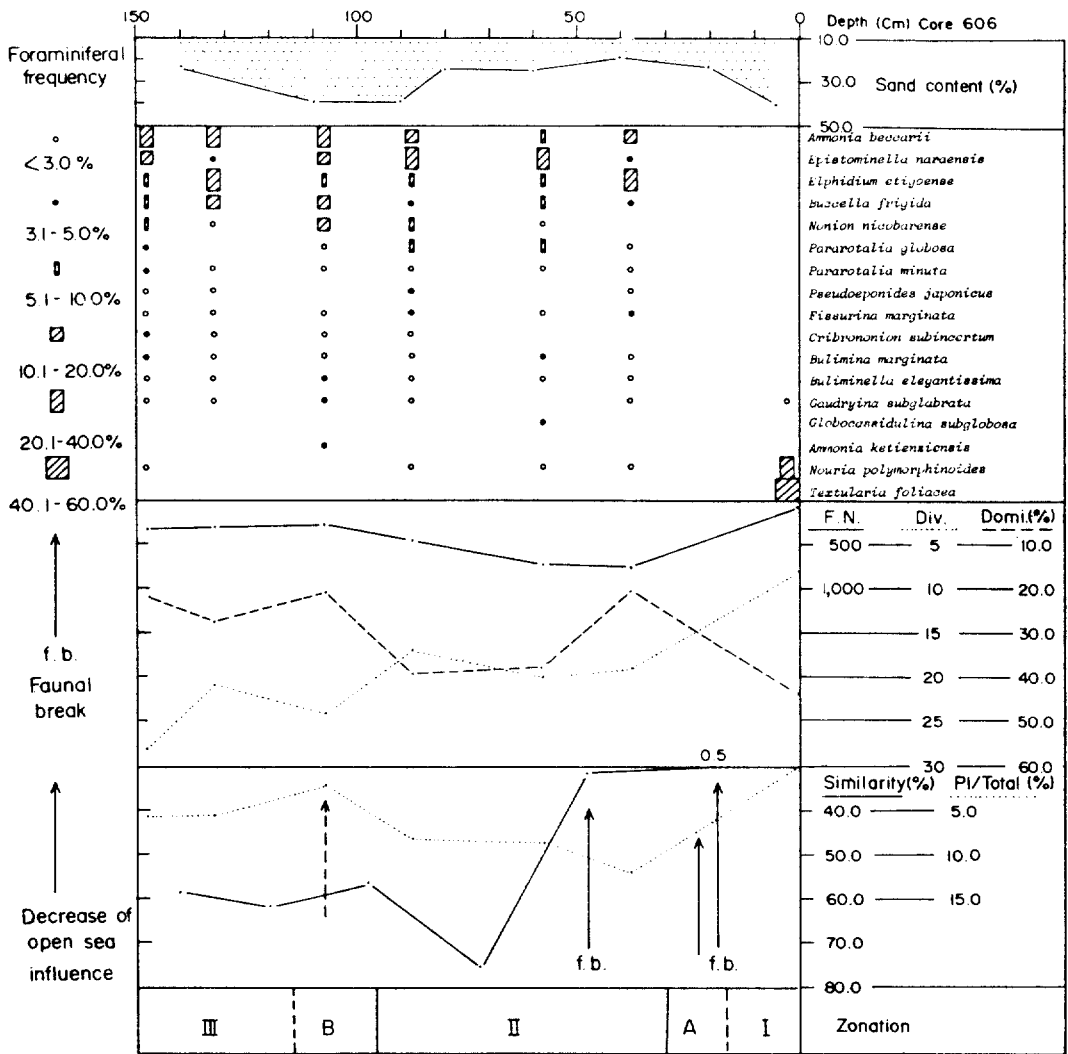 150 100 50 0 Depth (Cm) Core 606
Foraminiferal
frequency
10.0
30.0 Sand content (%)
50.0
<3.0 %
3.1-5.0%
5.1-10.0%
10.1-20.0%
20.1-40.0%
40.1-60.0%
Ammonia beccarii
Epistominella naraensis
Elphidium etigoense
Buccella frigida
Nonion nicobarense
Pararotalia globosa
Pararotalia minuta
Pseudoeponides japonicus
Fissurina marginata
Cribrononion subincertum
Bulimina marginata
Buliminella elegantissima
Gaudryina subglabrata
Globocassidulina subglobosa
Ammonia ketiensiensis
Nouria polymorphinoides
Textularia foliacea
F.N. Div. Domi.(%)
500 5 10.0
1,000 10 20.0
15 30.0
20 40.0
25 50.0
30 60.0
f. b.
Faunal
break
0.5
Similarity(%) Pl/Total (%)
40.0 5.0
50.0 10.0
60.0 15.0
70.0
80.0
Decrease of
open sea
influence
f.b. f.b.
III B II A I Zonation